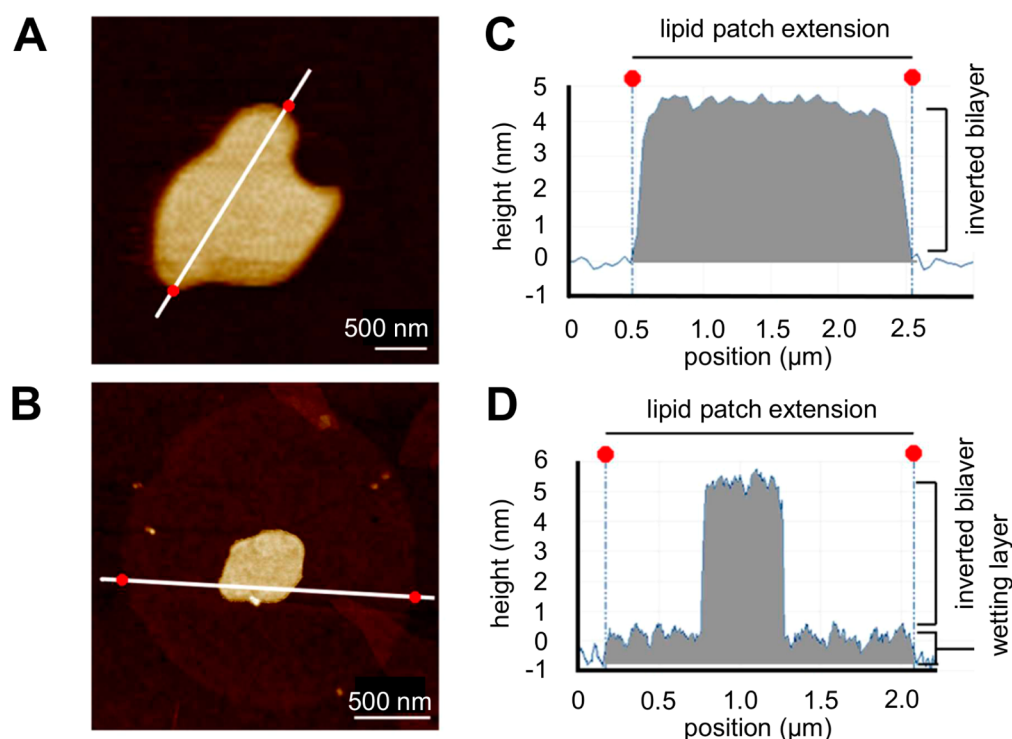 A
500 nm
B
500 nm
C
lipid patch extension
5
4
3
2
1
0
-1
height (nm)
0 0.5 1.0 1.5 2.0 2.5
position (µm)
inverted bilayer
D
lipid patch extension
6
5
4
3
2
1
0
-1
height (nm)
0 0.5 1.0 1.5 2.0
position (µm)
inverted bilaver
wetting layer